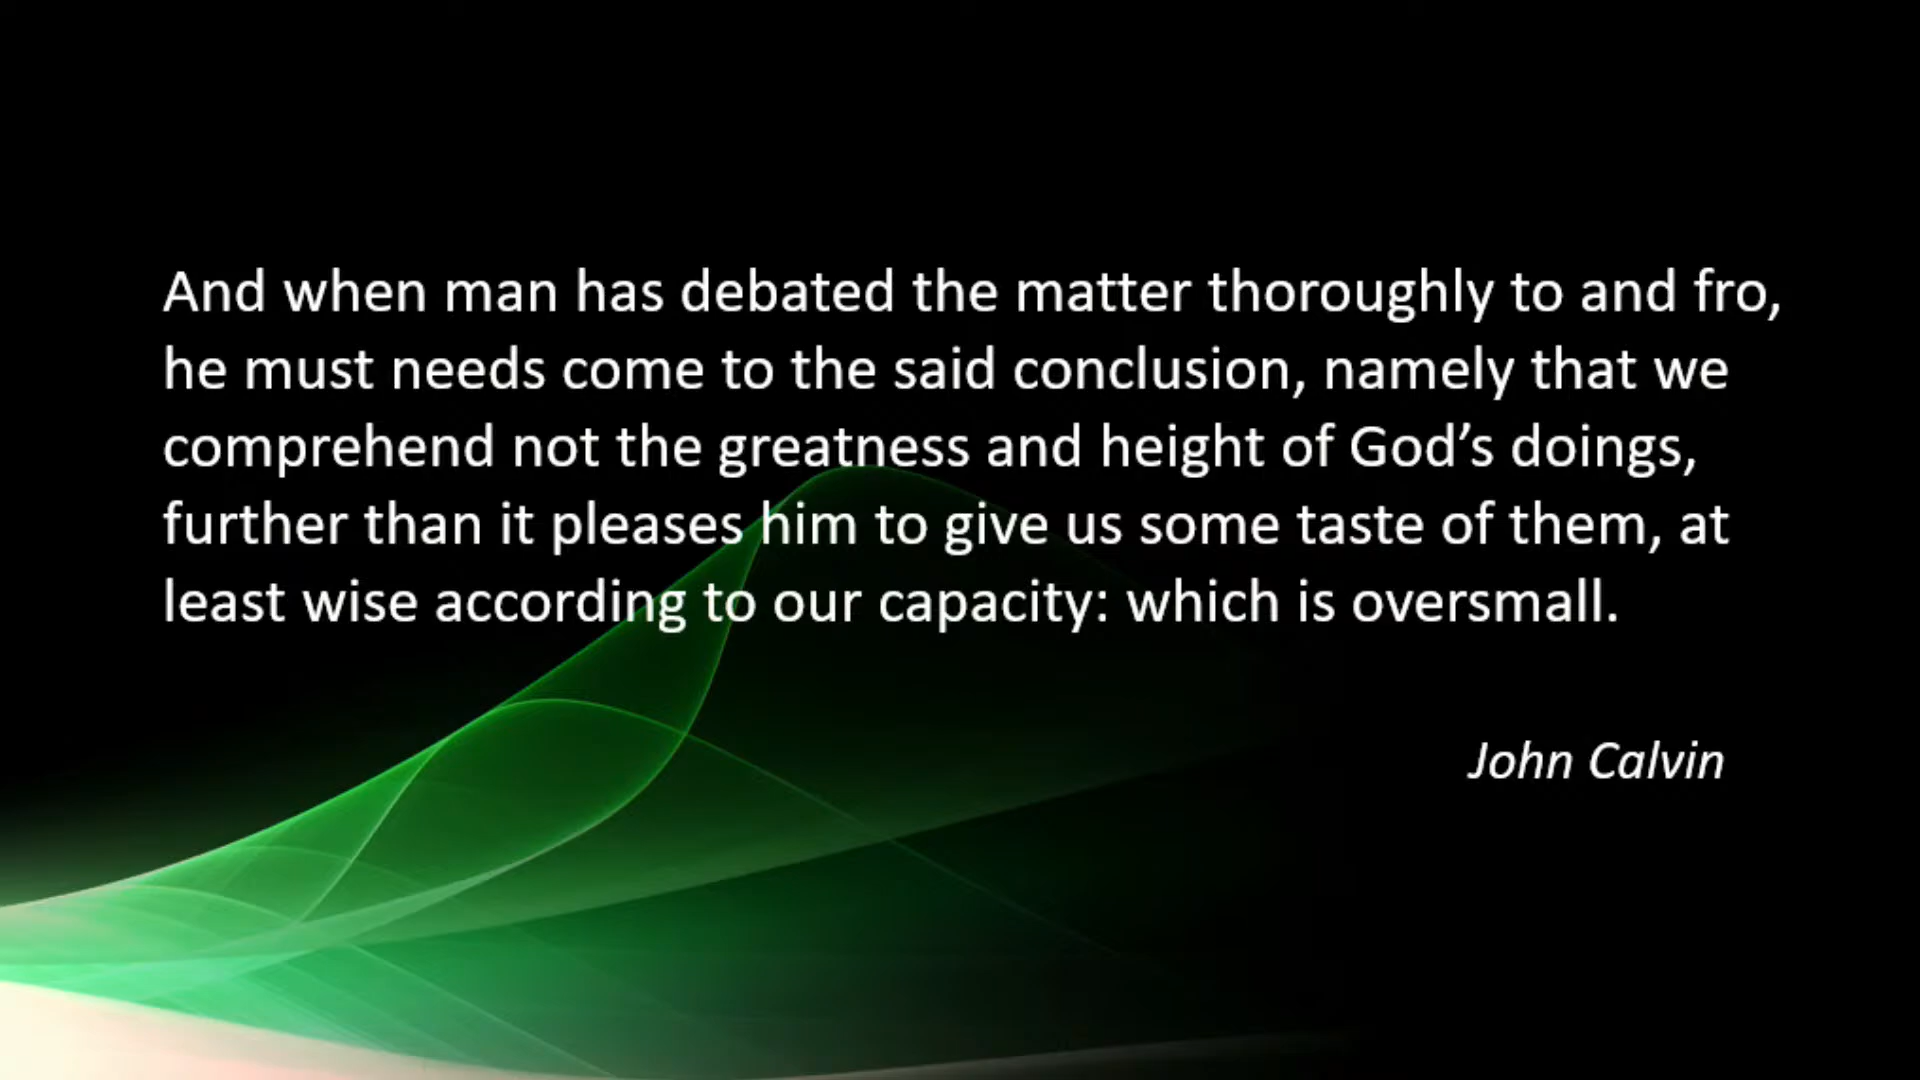 And when man has debated the matter thoroughly to and fro,
he must needs come to the said conclusion, namely that we
comprehend not the greatness and height of God’s doings,
further than it pleases him to give us some taste of them, at
least wise according to our capacity: which is oversmall.
John Calvin